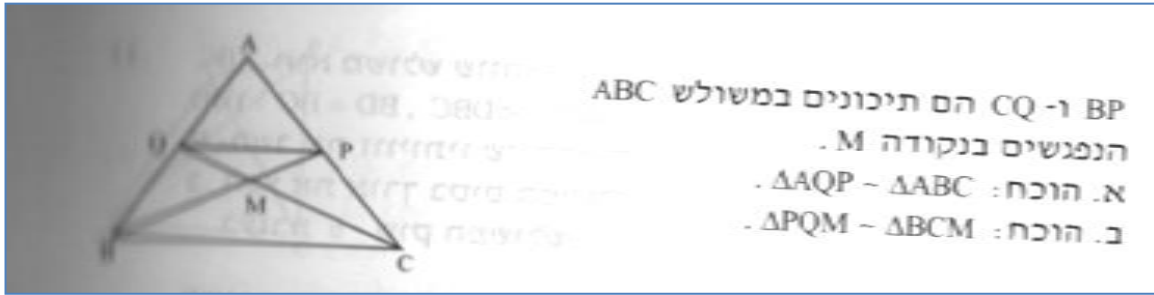 BP ו- CQ הם תיכונים במשולש ABC
הנפגשים בנקודה M .
א. הוכח: ΔAQP ~ ΔABC .
ב. הוכח: ΔPQM ~ ΔBCM .
A
Q
P
M
B
C